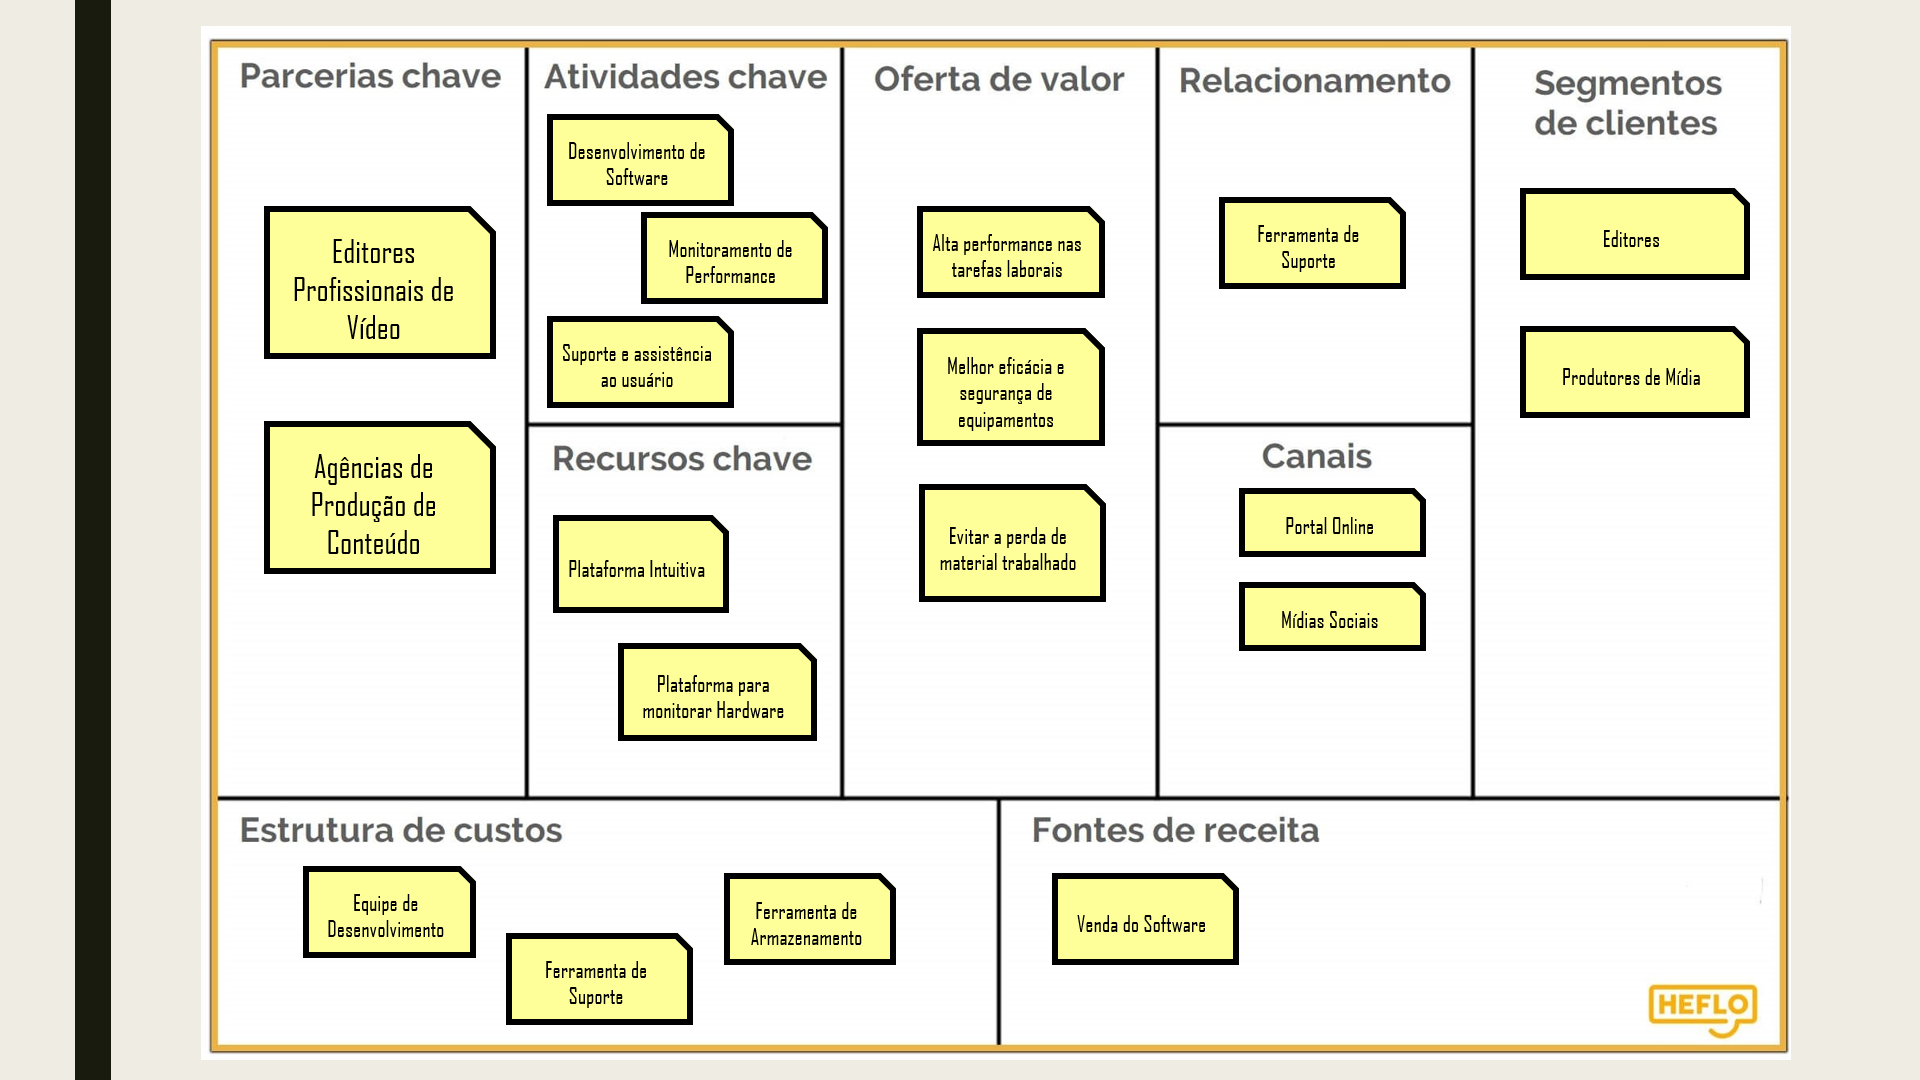 Parcerias chave
Editores
Profissionais de
Vídeo
Agências de
Produção de
Conteúdo
Atividades chave
Desenvolvimento de
Software
Monitoramento de
Performance
Suporte e assistência
ao usuário
Recursos chave
Plataforma Intuitiva
Plataforma para
monitorar Hardware
Oferta de valor
Alta performance nas
tarefas laborais
Melhor eficácia e
segurança de
equipamentos
Evitar a perda de
material trabalhado
Relacionamento
Ferramenta de
Suporte
Canais
Portal Online
Mídias Sociais
Segmentos
de clientes
Editores
Produtores de Mídia
Estrutura de custos
Equipe de
Desenvolvimento
Ferramenta de
Suporte
Ferramenta de
Armazenamento
Fontes de receita
Venda do Software
HEFLO